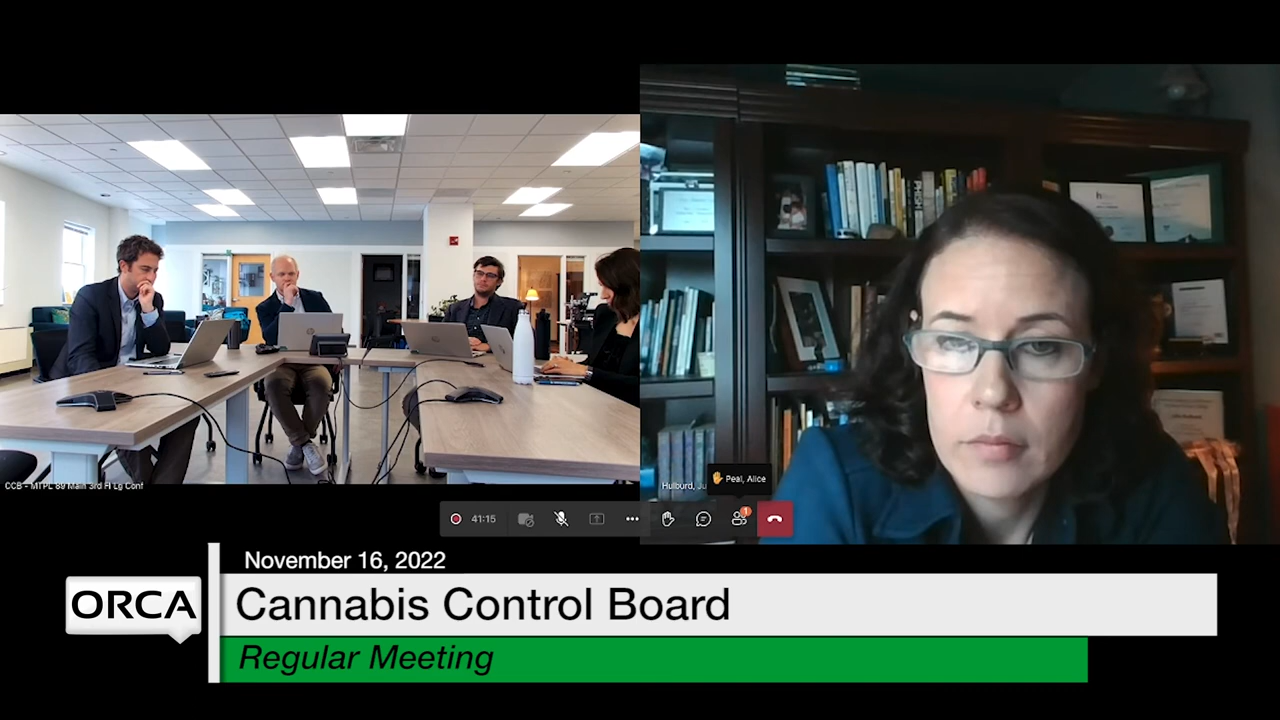 CCB - MTPL 89 Main 3rd Fl Lg Conf
Hulburd, Ju
Peal, Alice
41:15
1
November 16, 2022
ORCA
Cannabis Control Board
Regular Meeting